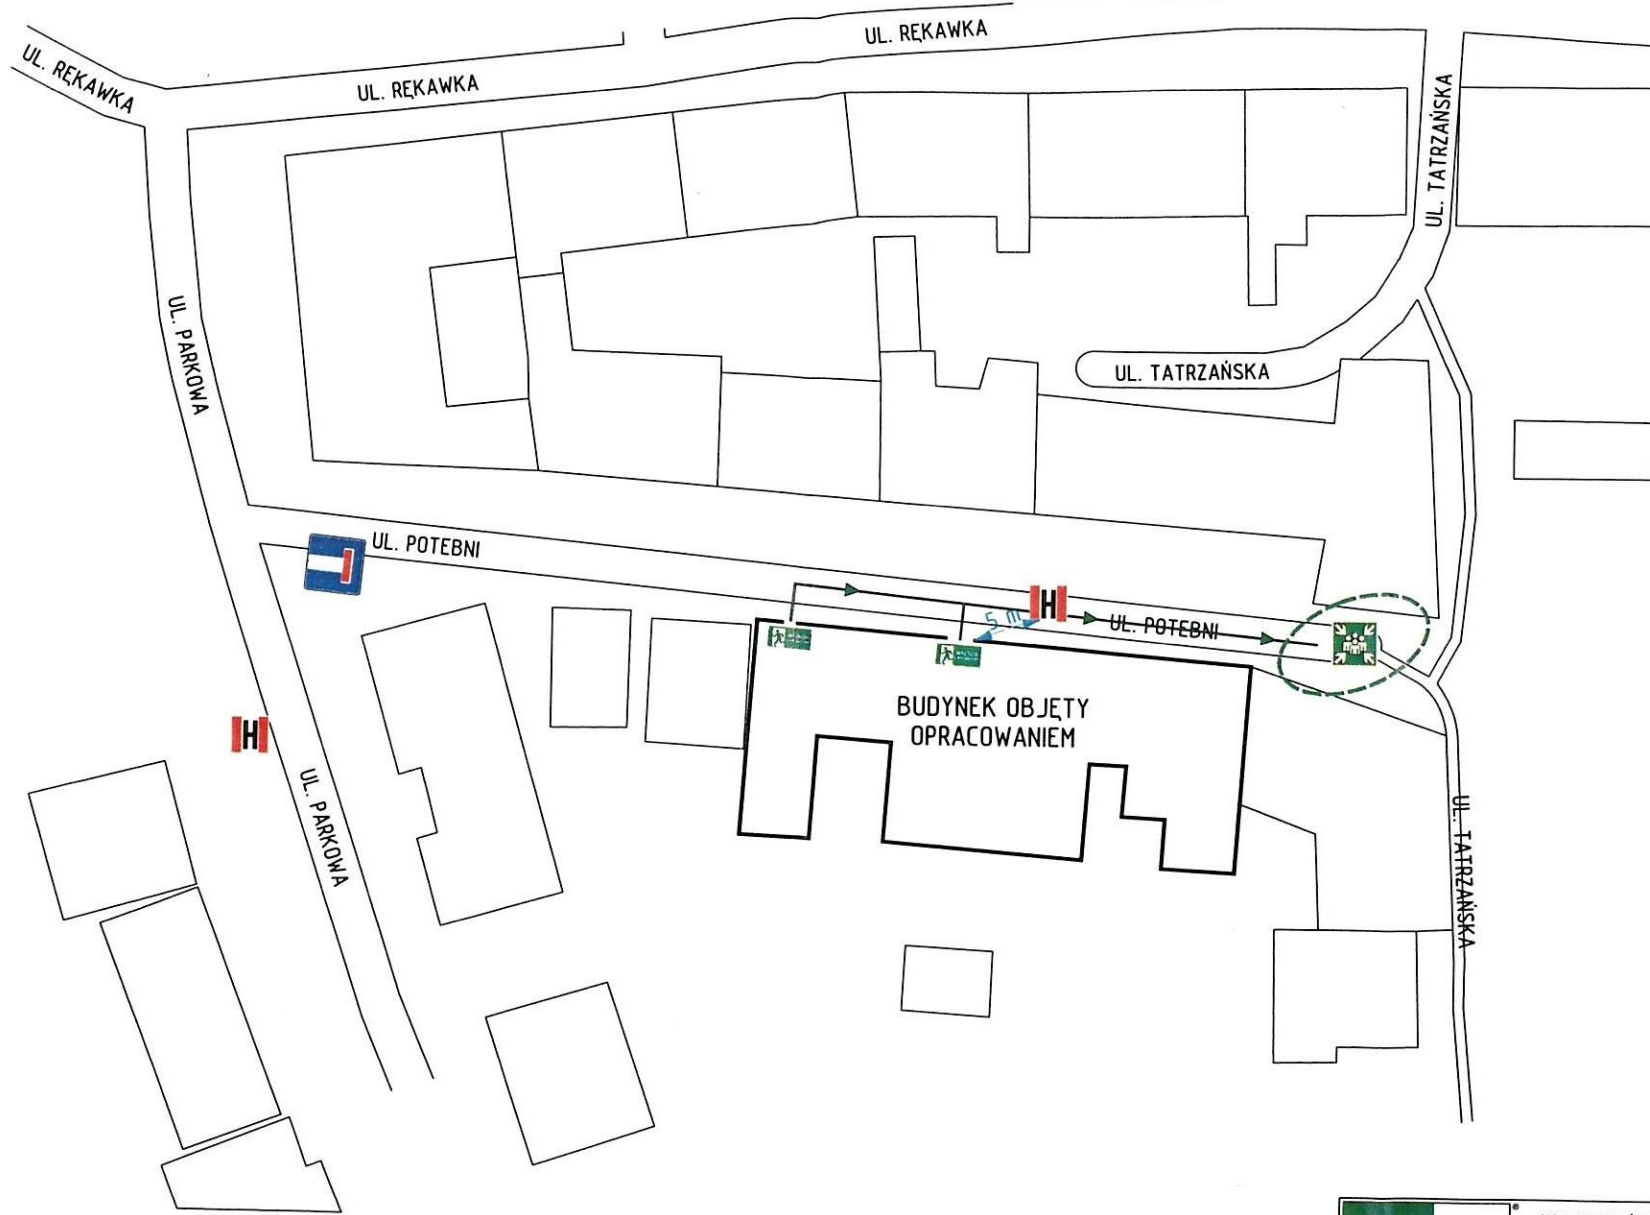 UL. RĘKAWKA
UL. RĘKAWKA
UL. RĘKAWKA
UL. TATRZAŃSKA
UL. PARKOWA
UL. TATRZAŃSKA
UL. POTEBNI
H
5 m
UL. POTEBNI
BUDYNEK OBJĘTY
OPRACOWANIEM
H
UL. PARKOWA
UL. TATRZAŃSKA